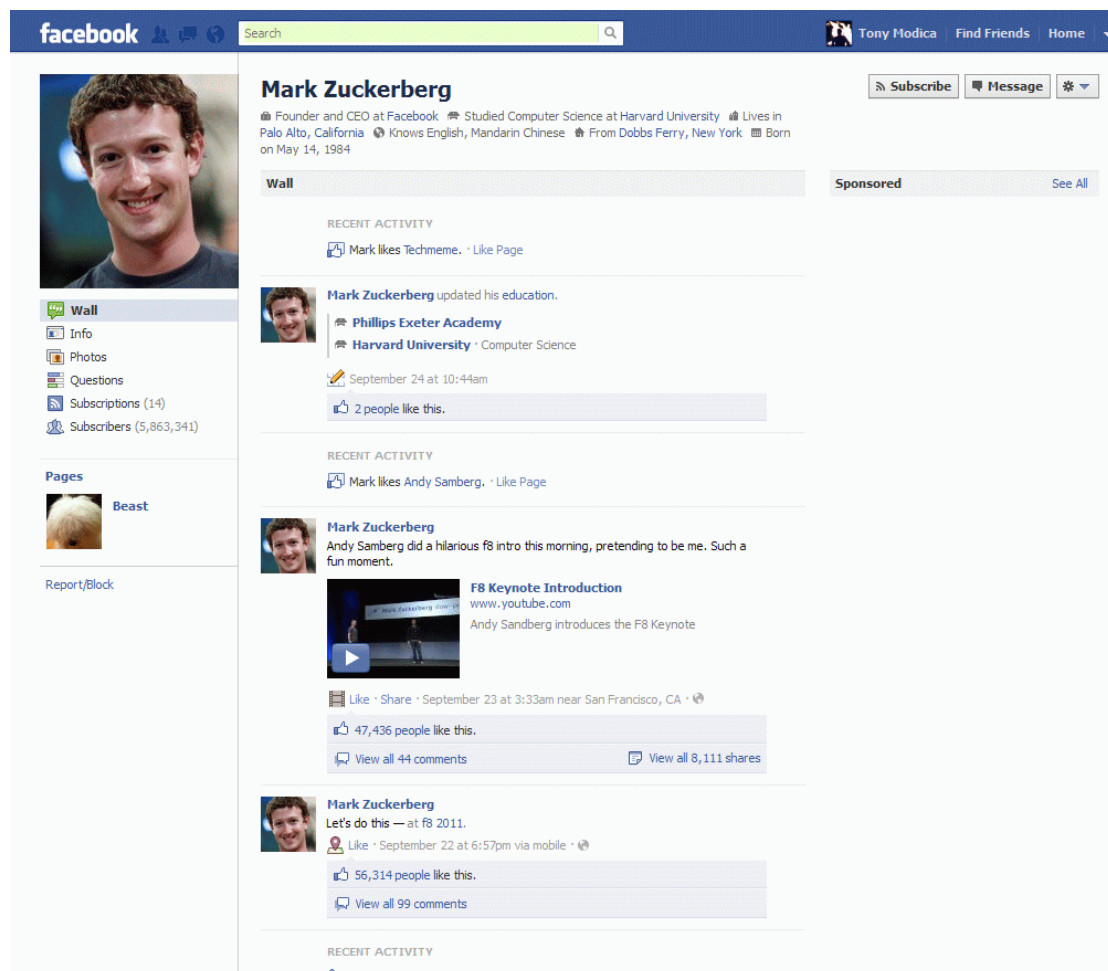 facebook
Search
Tony Modica
Find Friends
Home
Mark Zuckerberg
Subscribe
Message
Founder and CEO at Facebook Studied Computer Science at Harvard University Lives in
Palo Alto, California Knows English, Mandarin Chinese From Dobbs Ferry, New York Born
on May 14, 1984
Wall
Sponsored
See All
RECENT ACTIVITY
Mark likes Techmeme. · Like Page
Wall
Info
Photos
Questions
Subscriptions (14)
Subscribers (5,863,341)
Pages
Beast
Report/Block
Mark Zuckerberg updated his education.
Phillips Exeter Academy
Harvard University · Computer Science
September 24 at 10:44am
2 people like this.
RECENT ACTIVITY
Mark likes Andy Samberg. · Like Page
Mark Zuckerberg
Andy Samberg did a hilarious f8 intro this morning, pretending to be me. Such a
fun moment.
F8 Keynote Introduction
www.youtube.com
Andy Sandberg introduces the F8 Keynote
Like · Share · September 23 at 3:33am near San Francisco, CA ·
47,436 people like this.
View all 44 comments
View all 8,111 shares
Mark Zuckerberg
Let's do this — at f8 2011.
Like · September 22 at 6:57pm via mobile ·
56,314 people like this.
View all 99 comments
RECENT ACTIVITY